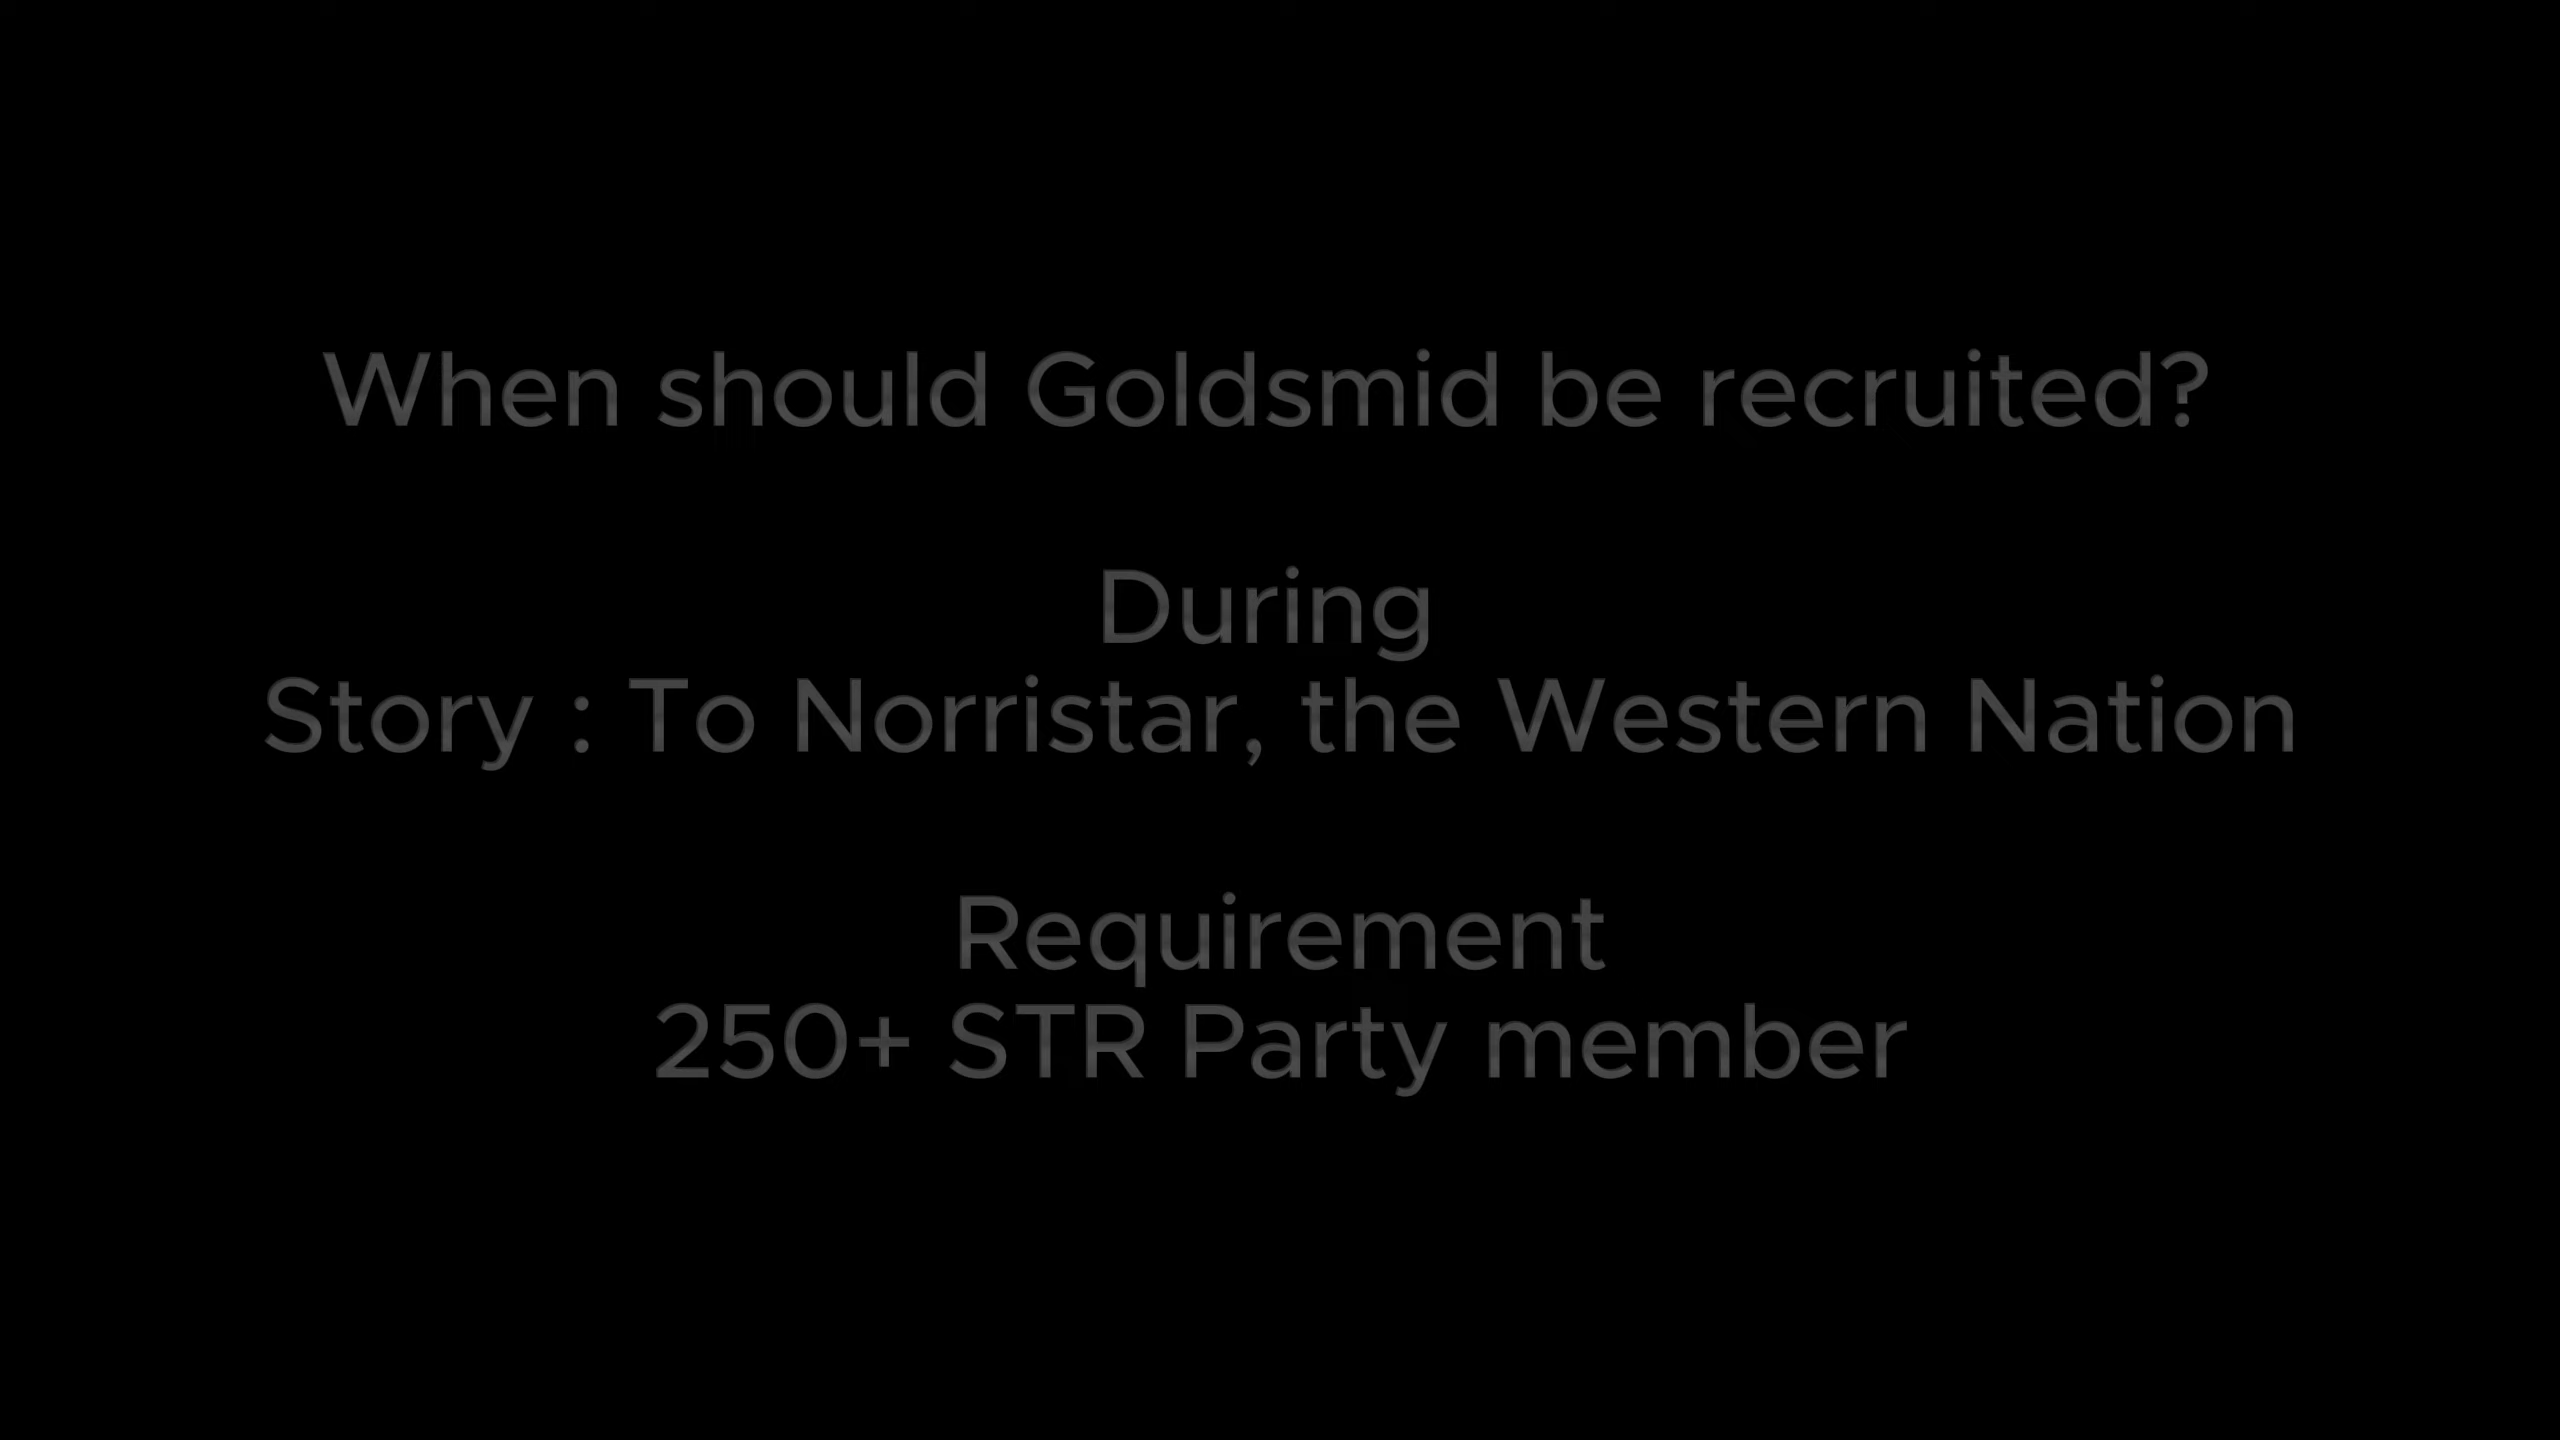 When should Goldsmid be recruited?
During
Story : To Norristar, the Western Nation
Requirement
250+ STR Party member